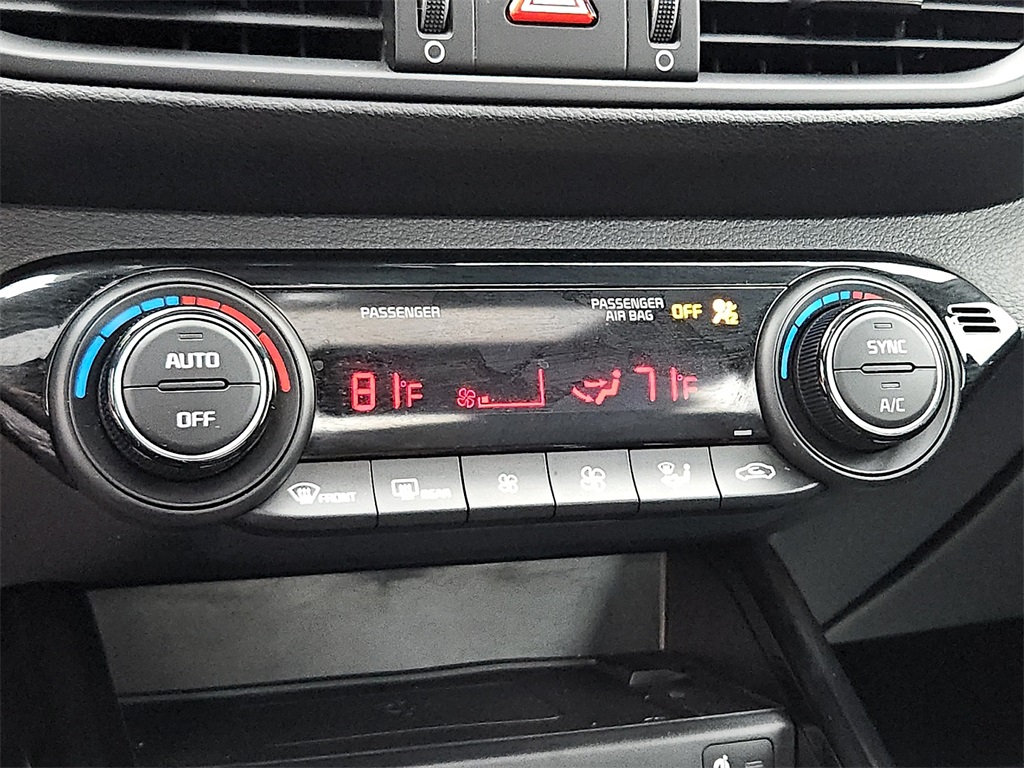 PASSENGER
PASSENGER
AIR BAG OFF
81°F
71°F
AUTO
OFF
SYNC
A/C
FRONT
REAR